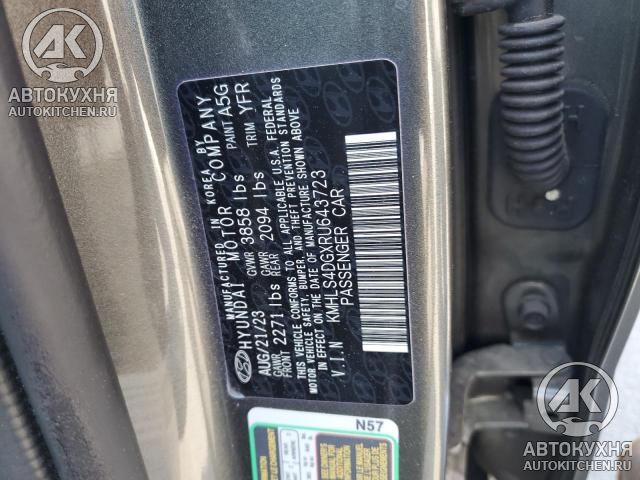 MANUFACTURED IN KOREA BY
HYUNDAI MOTOR COMPANY
AUG/21/23 GVWR 3858 lbs PAINT A5G
GAWR FRONT 2271 lbs GAWR REAR 2094 lbs TRIM YFR
THIS VEHICLE CONFORMS TO ALL APPLICABLE U.S.A. FEDERAL
MOTOR VEHICLE SAFETY, BUMPER, AND THEFT PREVENTION STANDARDS
IN EFFECT ON THE DATE OF MANUFACTURE SHOWN ABOVE
V.I.N KMHLS4DGXRU643723
PASSENGER CAR
N57
AK
АВТОКУХНЯ
AUTOKITCHEN
AK
АВТОКУХНЯ
AUTOKITCHEN